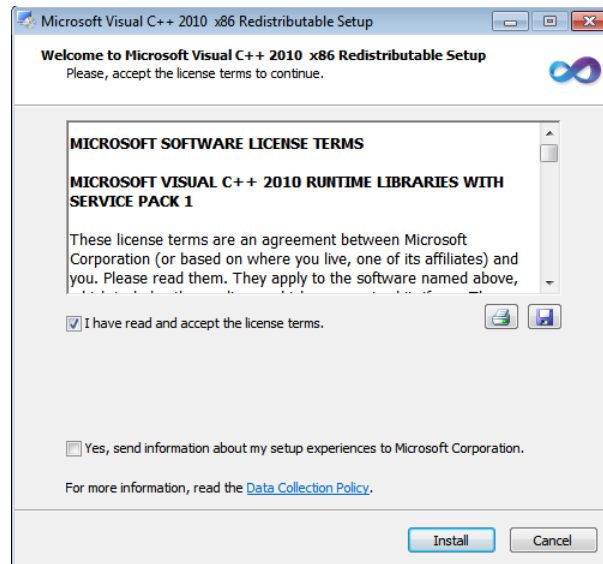 Microsoft Visual C++ 2010  x86 Redistributable Setup
Welcome to Microsoft Visual C++ 2010  x86 Redistributable Setup
Please, accept the license terms to continue.
MICROSOFT SOFTWARE LICENSE TERMS
MICROSOFT VISUAL C++ 2010 RUNTIME LIBRARIES WITH
SERVICE PACK 1
These license terms are an agreement between Microsoft
Corporation (or based on where you live, one of its affiliates) and
you. Please read them. They apply to the software named above,
I have read and accept the license terms.
Yes, send information about my setup experiences to Microsoft Corporation.
For more information, read the Data Collection Policy.
Install
Cancel